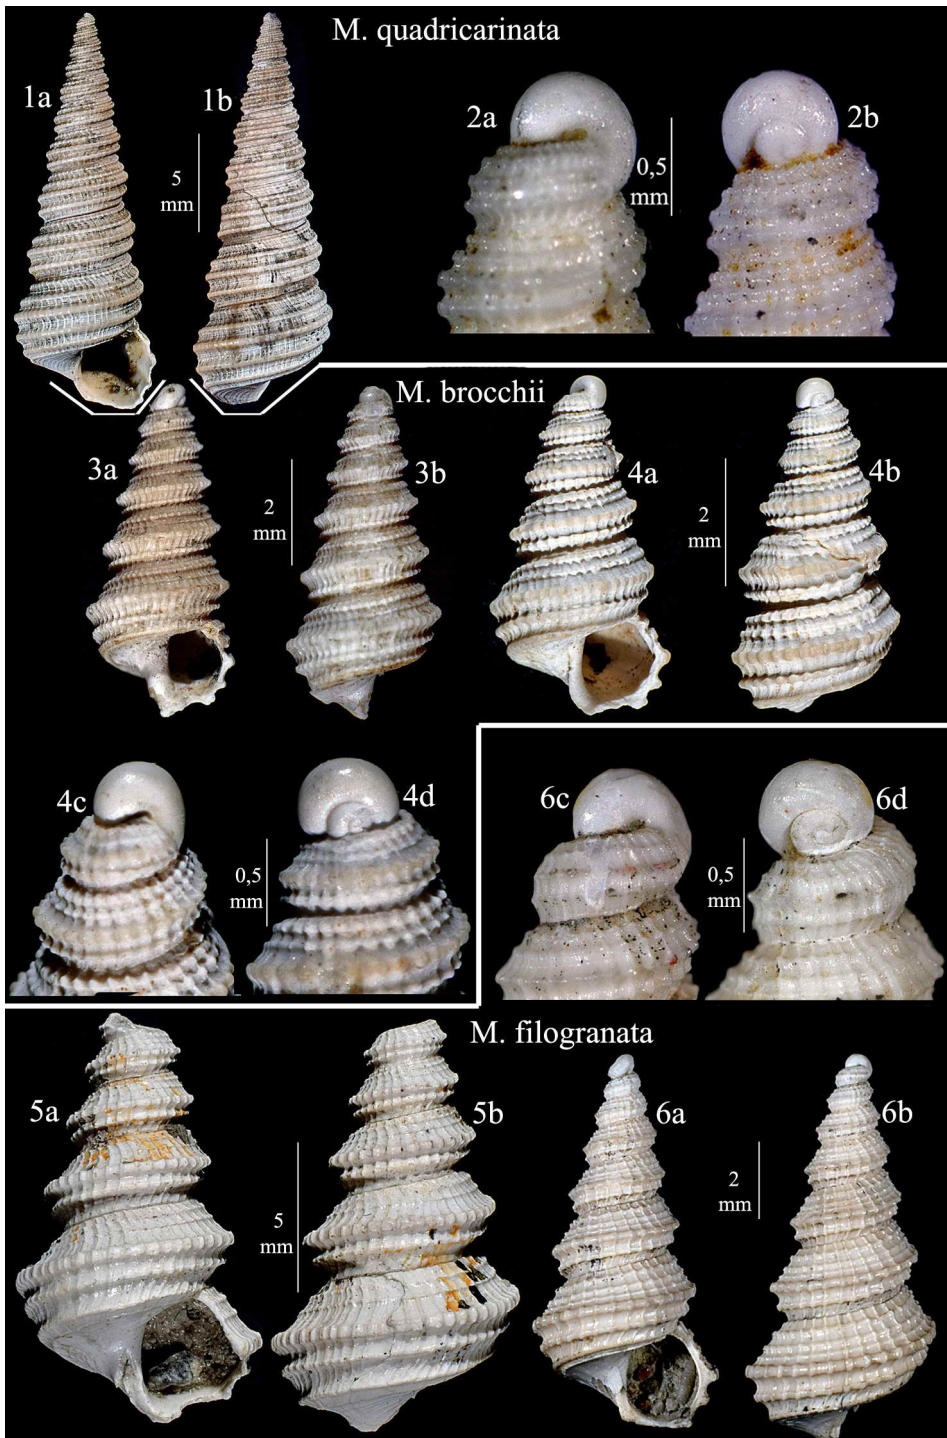 M. quadricarinata
1a
1b
5
mm
2a
0,5
mm
2b
M. brocchii
3a
2
mm
3b
4a
2
mm
4b
4c
0,5
mm
4d
6c
0,5
mm
6d
M. filogranata
5a
5
mm
5b
6a
2
mm
6b